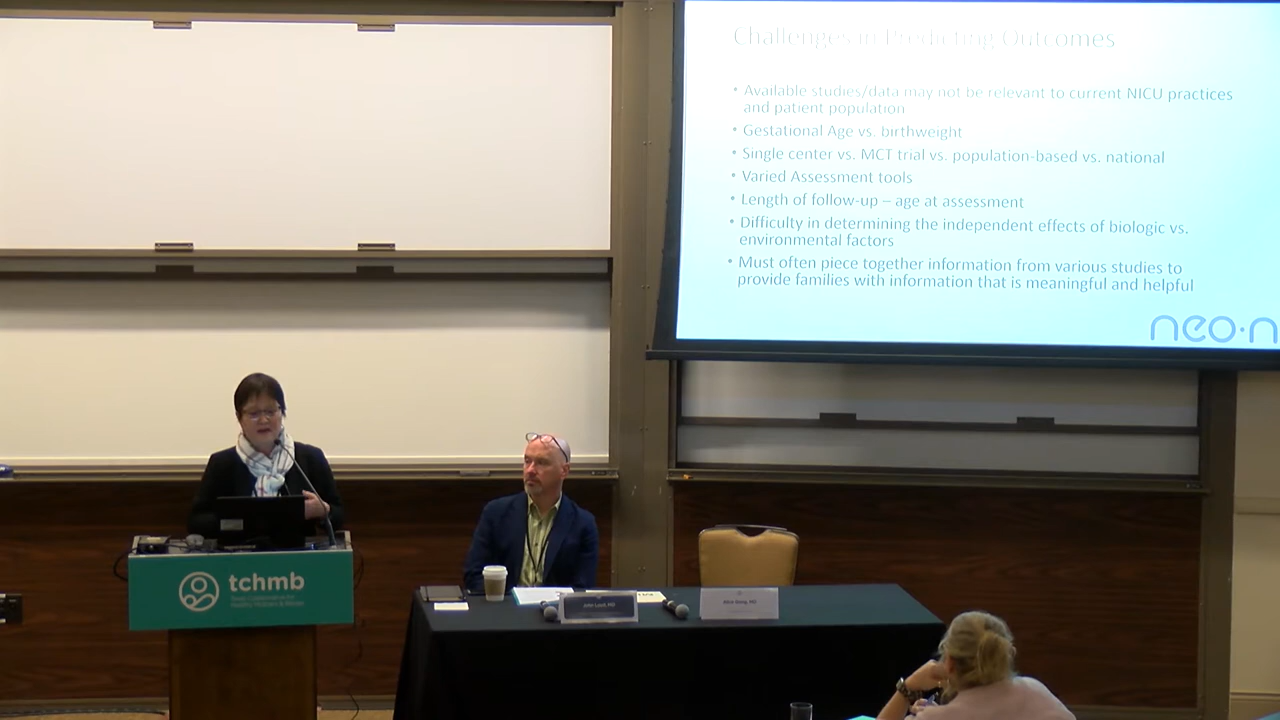 Challenges in Predicting Outcomes
• Available studies/data may not be relevant to current NICU practices
and patient population
• Gestational Age vs. birthweight
• Single center vs. MCT trial vs. population-based vs. national
• Varied Assessment tools
• Length of follow-up – age at assessment
• Difficulty in determining the independent effects of biologic vs.
environmental factors
• Must often piece together information from various studies to
provide families with information that is meaningful and helpful
neo·n
tchmb